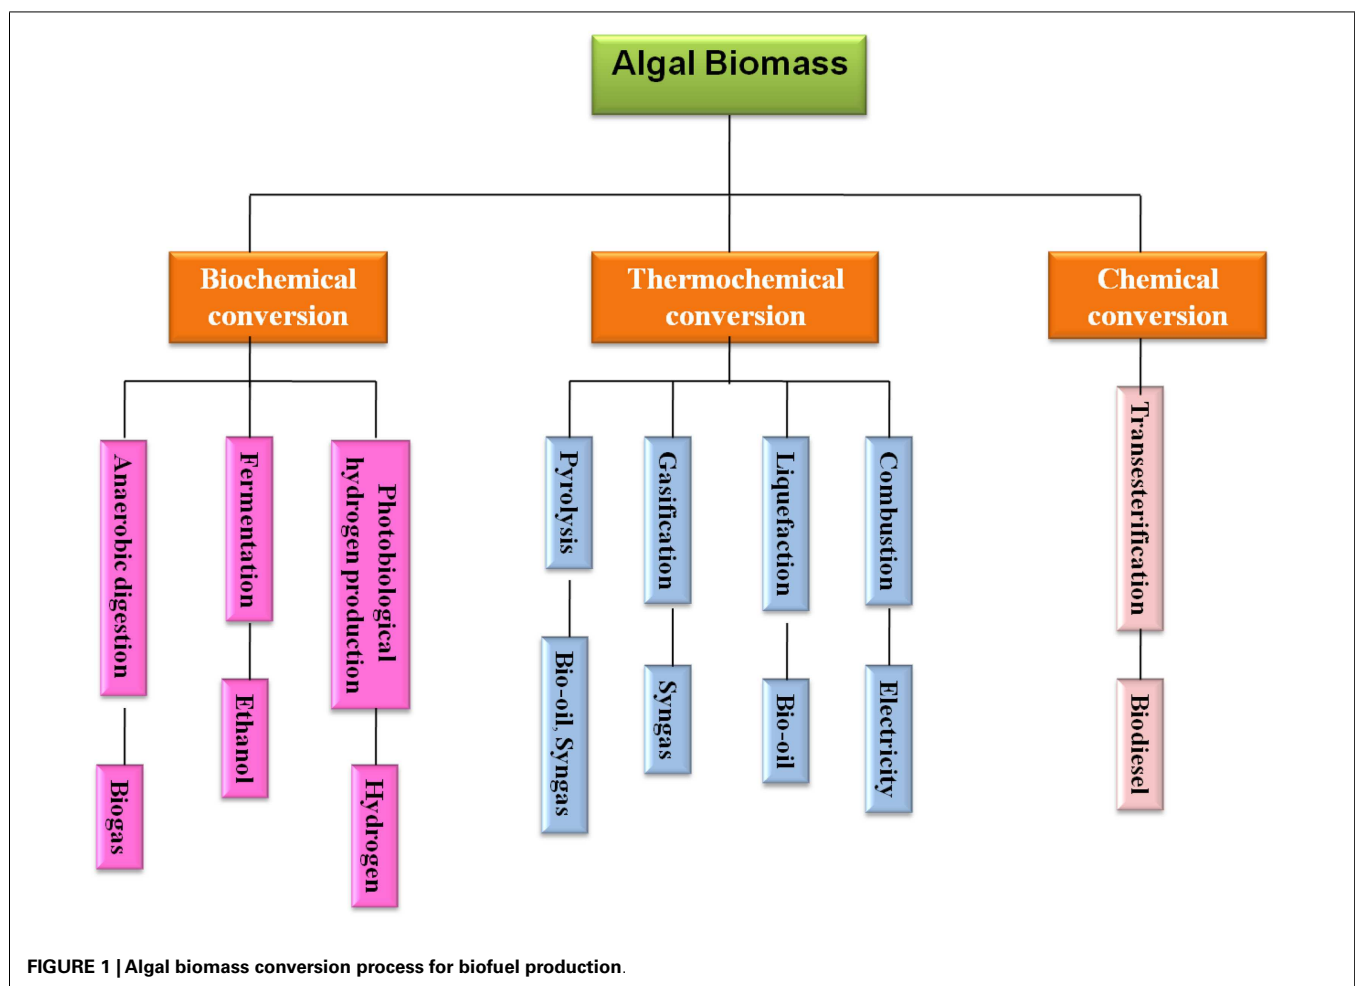 Algal Biomass
Biochemical
conversion
Thermochemical
conversion
Chemical
conversion
Anaerobic digestion
Fermentation
Photobiological
hydrogen production
Pyrolysis
Gasification
Liquefaction
Combustion
Transesterification
Biogas
Ethanol
Hydrogen
Bio-oil, Syngas
Syngas
Bio-oil
Electricity
Biodiesel
FIGURE 1 | Algal biomass conversion process for biofuel production.